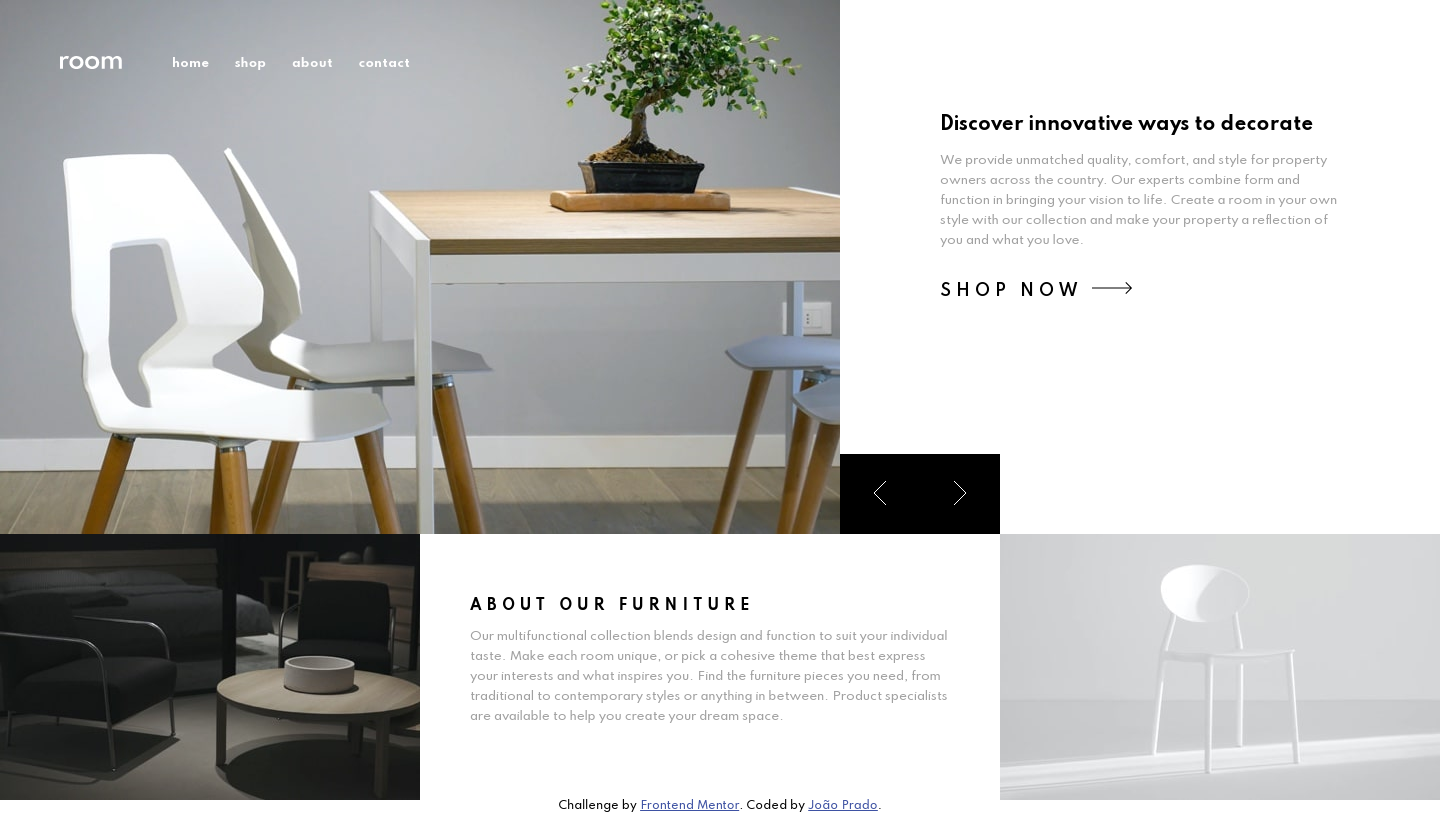 room
home shop about contact
Discover innovative ways to decorate
We provide unmatched quality, comfort, and style for property
owners across the country. Our experts combine form and
function in bringing your vision to life. Create a room in your own
style with our collection and make your property a reflection of
you and what you love.
SHOP NOW
ABOUT OUR FURNITURE
Our multifunctional collection blends design and function to suit your individual
taste. Make each room unique, or pick a cohesive theme that best express
your interests and what inspires you. Find the furniture pieces you need, from
traditional to contemporary styles or anything in between. Product specialists
are available to help you create your dream space.
Challenge by Frontend Mentor. Coded by João Prado.